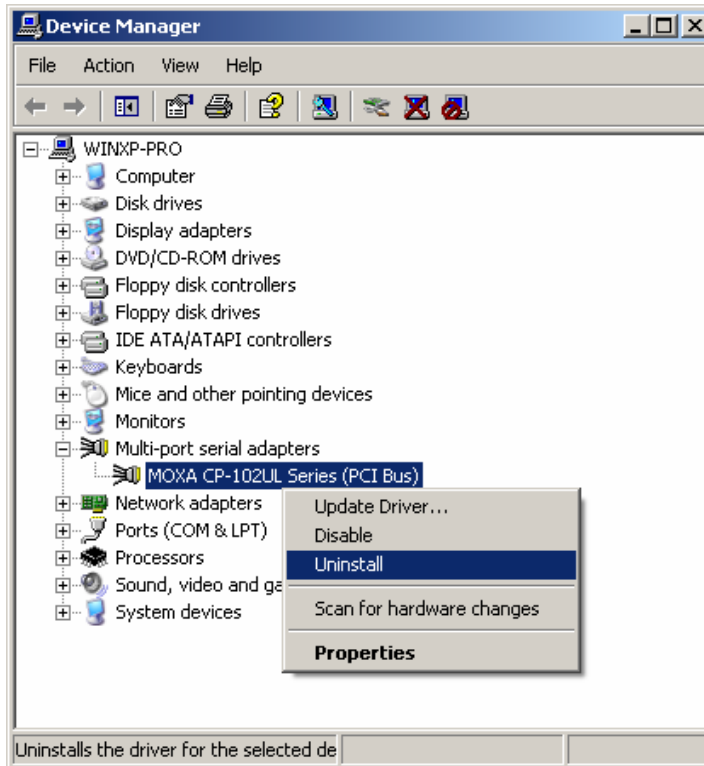 Device Manager
File Action View Help
WINXP-PRO
Computer
Disk drives
Display adapters
DVD/CD-ROM drives
Floppy disk controllers
Floppy disk drives
IDE ATA/ATAPI controllers
Keyboards
Mice and other pointing devices
Monitors
Multi-port serial adapters
MOXA CP-102UL Series (PCI Bus)
Network adapters
Ports (COM & LPT)
Processors
Sound, video and ga
System devices
Update Driver...
Disable
Uninstall
Scan for hardware changes
Properties
Uninstalls the driver for the selected de